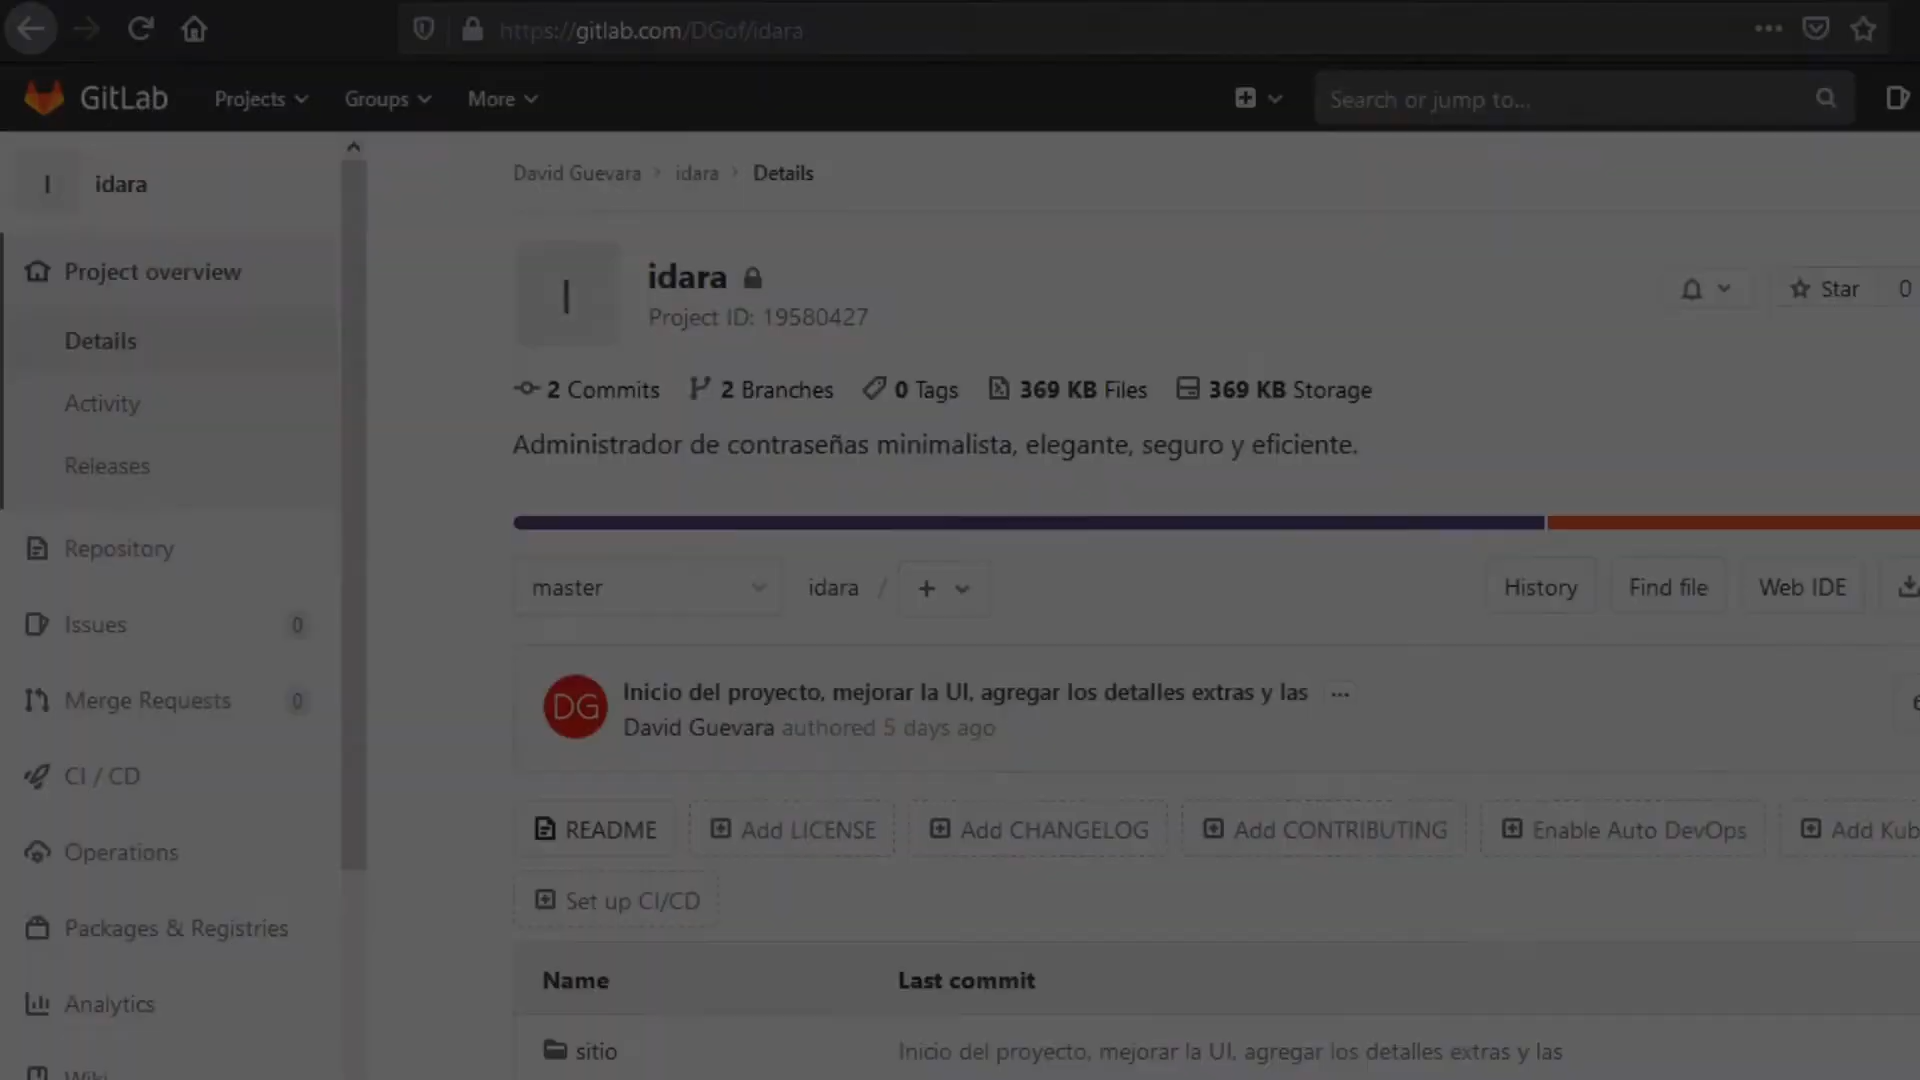 https://gitlab.com/DGof/idara
GitLab Projects Groups More Search or jump to...
I idara
David Guevara > idara > Details
Project overview
Details
Activity
Releases
Repository
Issues 0
Merge Requests 0
CI / CD
Operations
Packages & Registries
Analytics
Wiki
I
idara
Project ID: 19580427
Star 0
2 Commits 2 Branches 0 Tags 369 KB Files 369 KB Storage
Administrador de contraseñas minimalista, elegante, seguro y eficiente.
master idara / + History Find file Web IDE
DG
Inicio del proyecto, mejorar la UI, agregar los detalles extras y las ...
David Guevara authored 5 days ago
README Add LICENSE Add CHANGELOG Add CONTRIBUTING Enable Auto DevOps Add Kub
Set up CI/CD
Name Last commit
sitio Inicio del proyecto, mejorar la UI, agregar los detalles extras y las